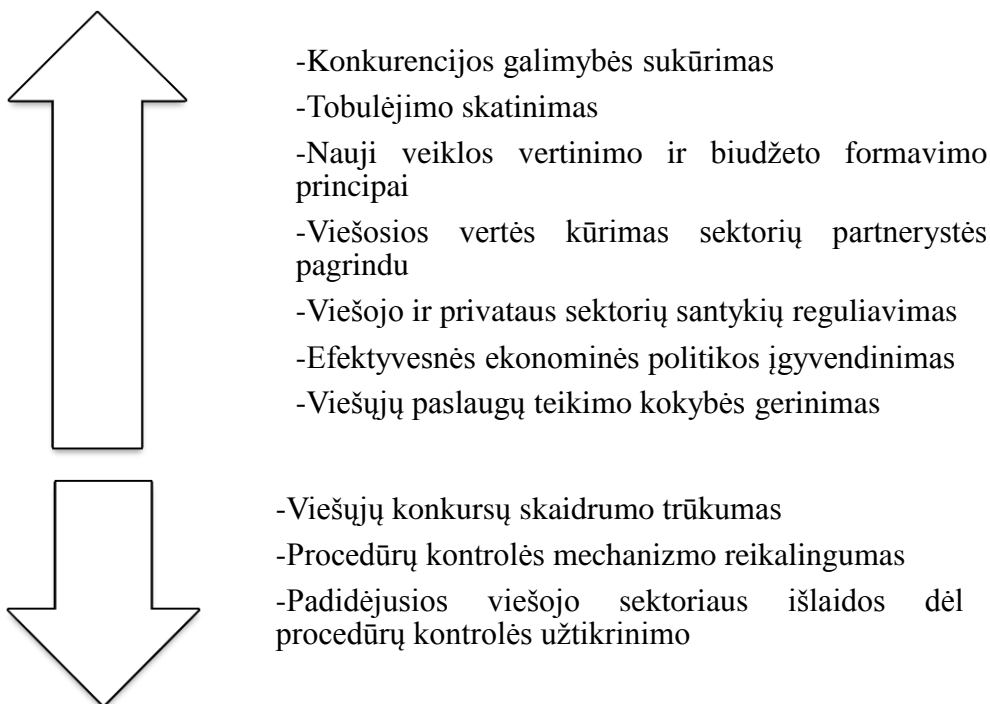 -Konkurencijos galimybės sukūrimas
-Tobulėjimo skatinimas
-Nauji veiklos vertinimo ir biudžeto formavimo
principai
-Viešosios vertės kūrimas sektorių partnerystės
pagrindu
-Viešojo ir privataus sektorių santykių reguliavimas
-Efektyvesnės ekonominės politikos įgyvendinimas
-Viešųjų paslaugų teikimo kokybės gerinimas
-Viešųjų konkursų skaidrumo trūkumas
-Procedūrų kontrolės mechanizmo reikalingumas
-Padidėjusios viešojo sektoriaus išlaidos dėl
procedūrų kontrolės užtikrinimo